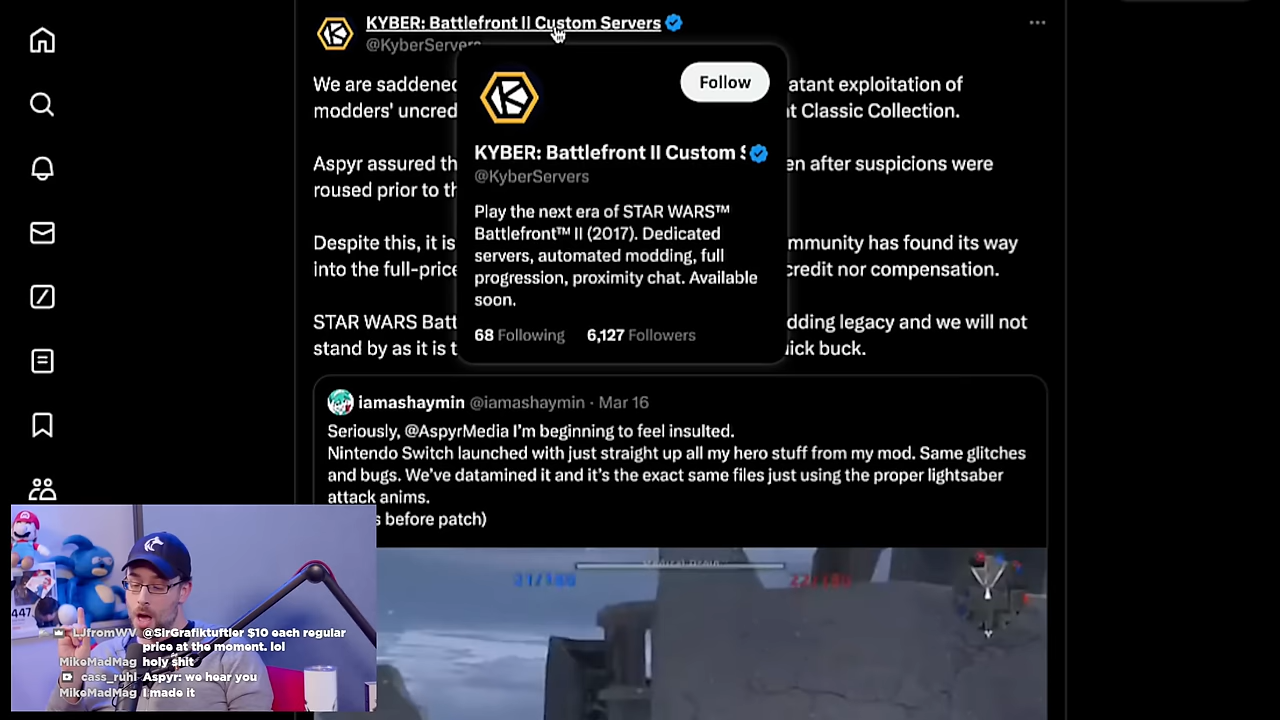 KYBER: Battlefront II Custom Servers
@KyberServers
We are saddened
atant exploitation of
modders' uncred
t Classic Collection.
Aspyr assured th
en after suspicions were
roused prior to th
Despite this, it is
mmunity has found its way
into the full-price
credit nor compensation.
STAR WARS Batt
dding legacy and we will not
stand by as it is t
ick buck.
Follow
KYBER: Battlefront II Custom S
@KyberServers
Play the next era of STAR WARS™
Battlefront™ II (2017). Dedicated
servers, automated modding, full
progression, proximity chat. Available
soon.
68 Following 6,127 Followers
iamashaymin @iamashaymin · Mar 16
Seriously, @AspyrMedia I'm beginning to feel insulted.
Nintendo Switch launched with just straight up all my hero stuff from my mod. Same glitches
and bugs. We've datamined it and it's the exact same files just using the proper lightsaber
attack anims.
s before patch)
LJfromWV @SirGrafiktuftler $10 each regular
price at the moment. lol
MikeMadMag holy shit
cass_ruhl Aspyr: we hear you
MikeMadMag I made it
447